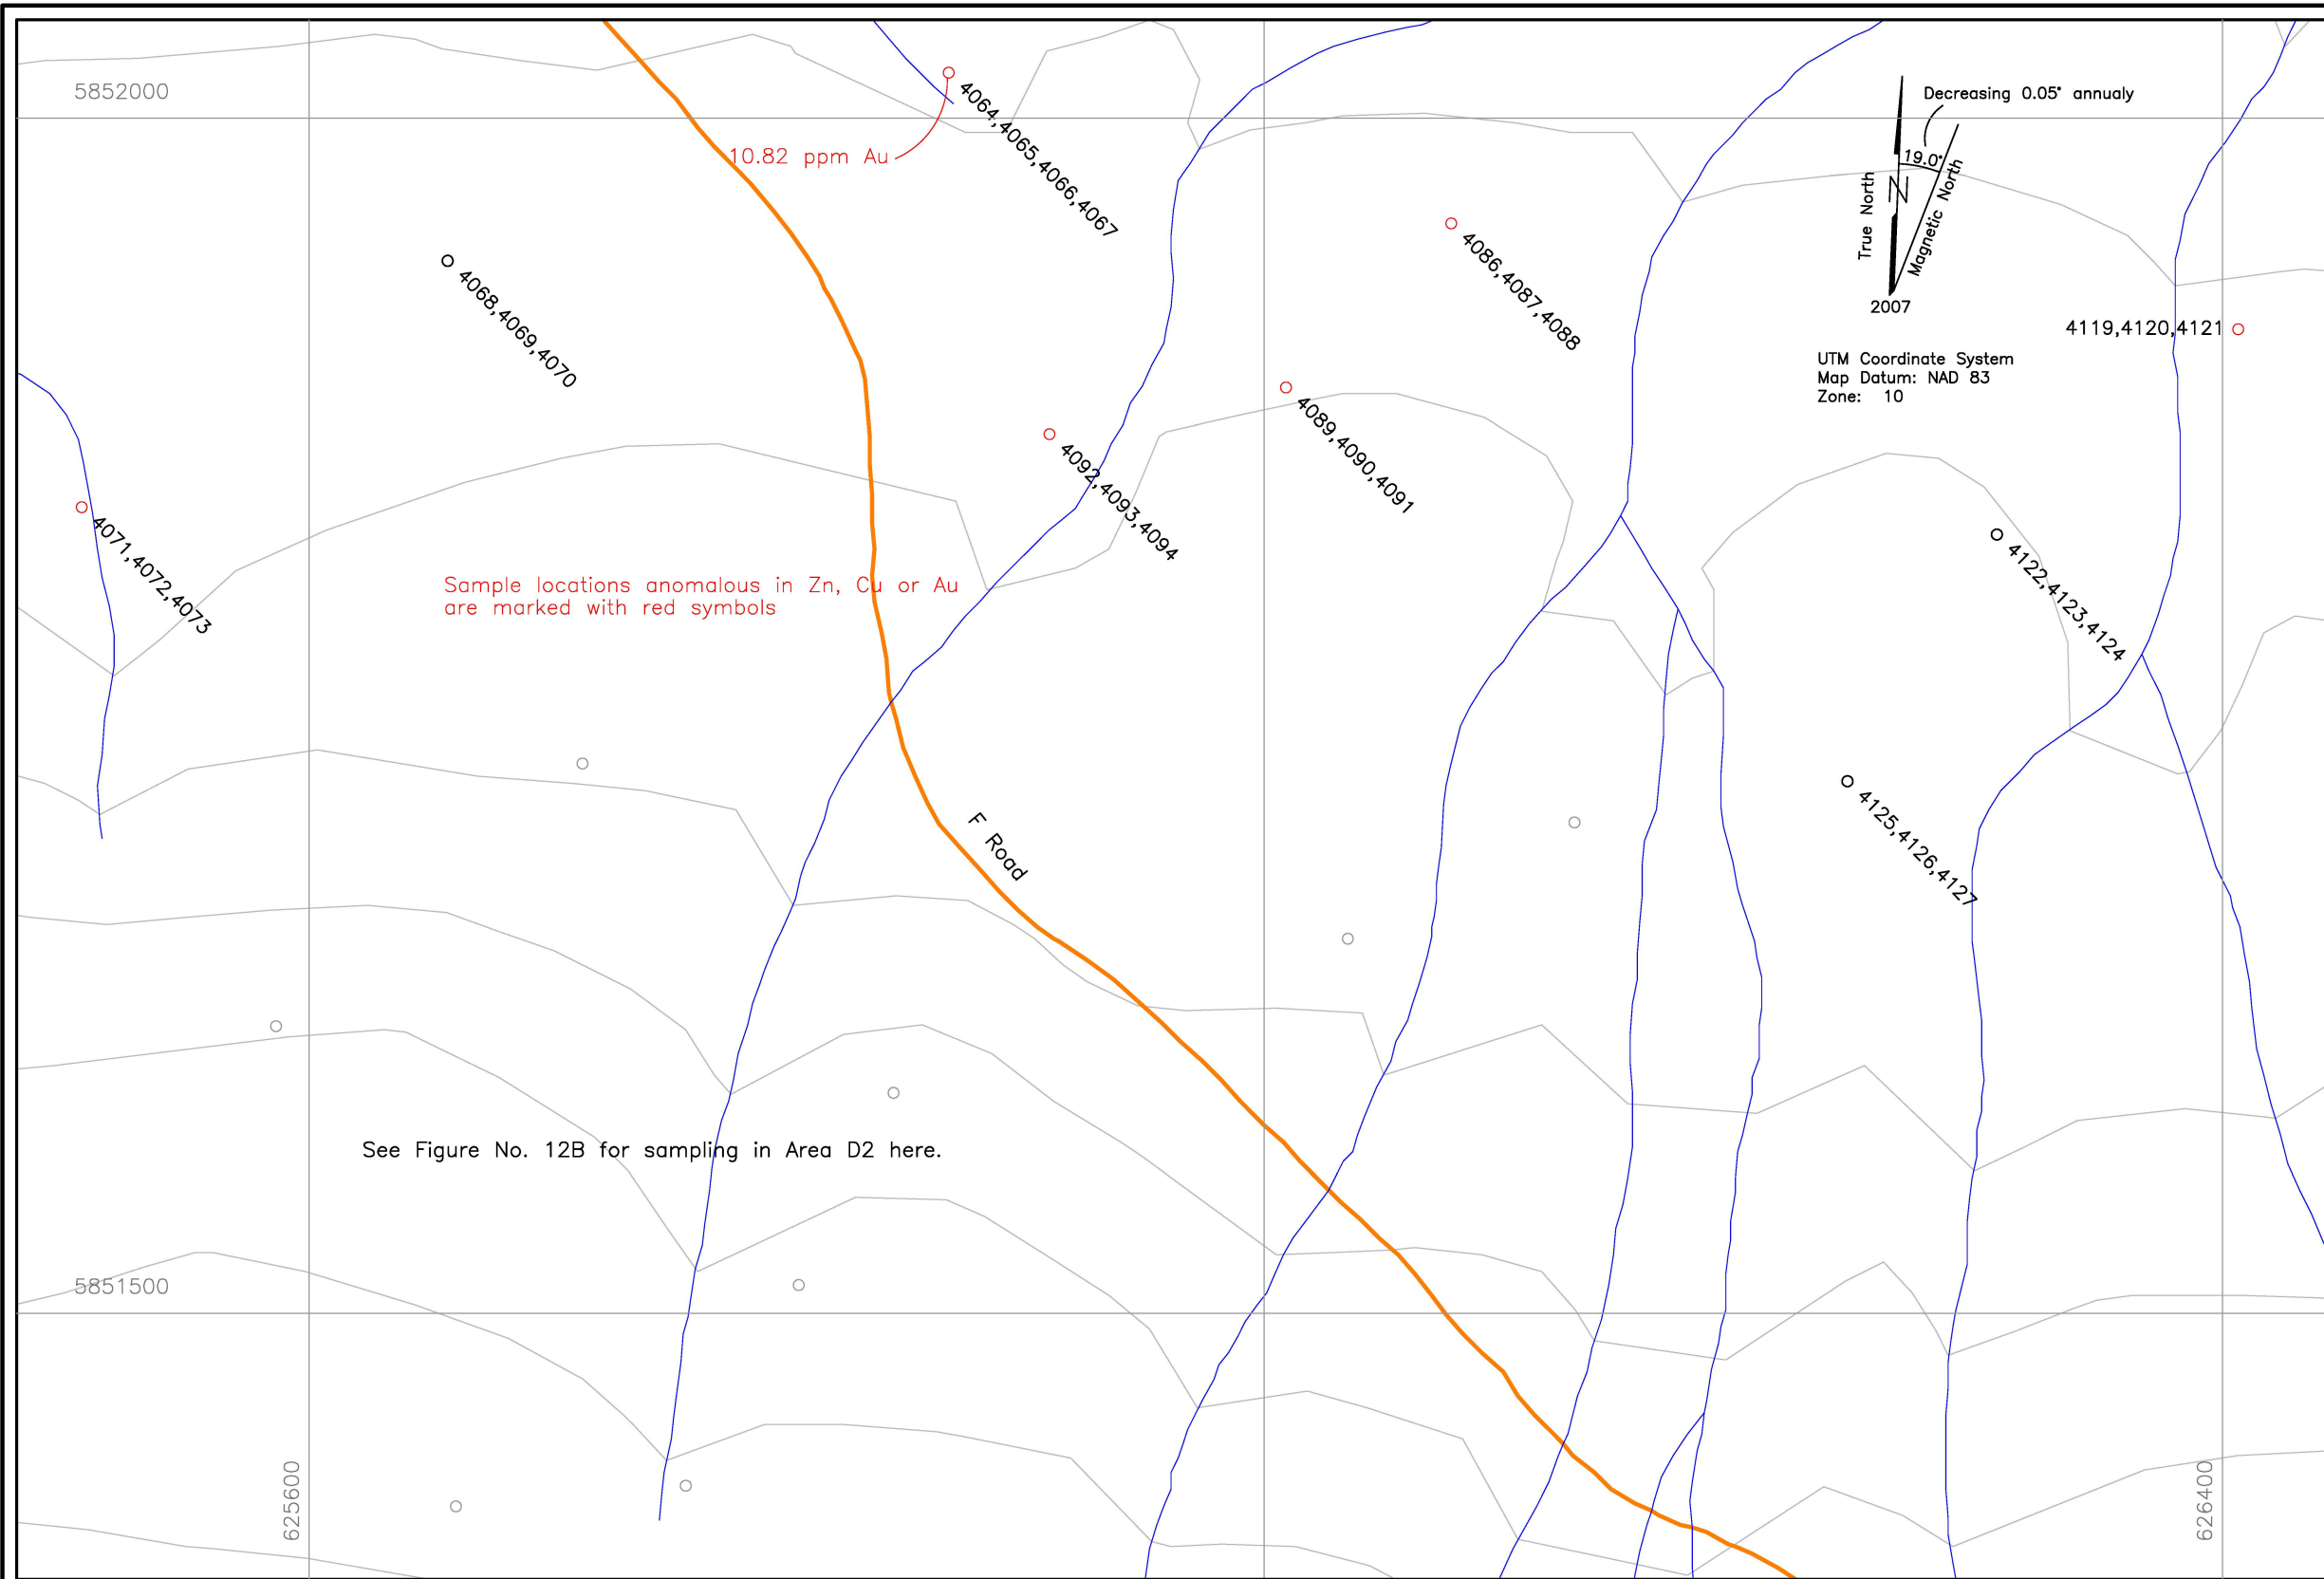 5852000
Decreasing 0.05° annualy
4064,4065,4066,4067
10.82 ppm Au
19.0°
True North
N
Magnetic North
4086,4087,4088
4068,4069,4070
2007
4119,4120,4121
UTM Coordinate System
Map Datum: NAD 83
Zone: 10
4089,4090,4091
4092,4093,4094
4071,4072,4073
4122,4123,4124
Sample locations anomalous in Zn, Cu or Au
are marked with red symbols
4125,4126,4127
F Road
See Figure No. 12B for sampling in Area D2 here.
5851500
625600
626400